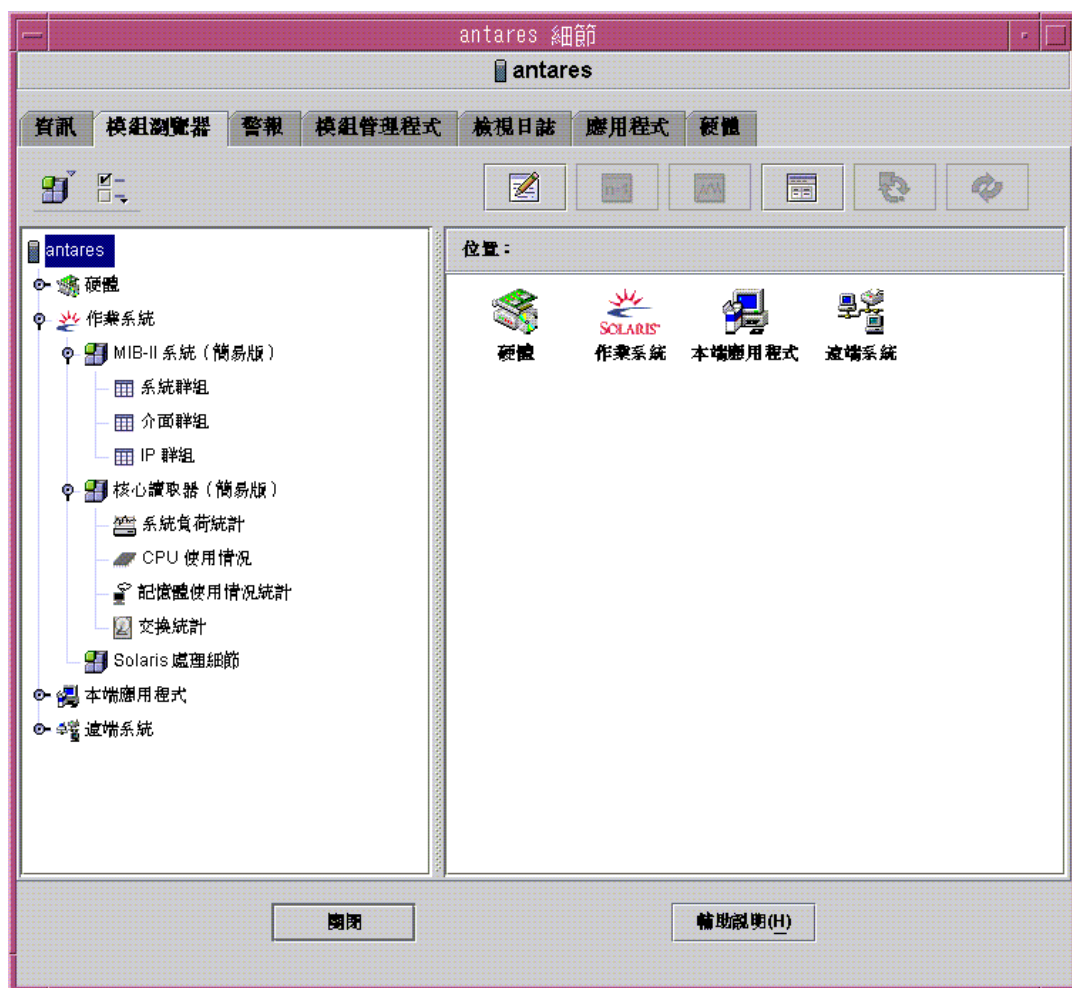 antares 細節
antares
資訊 模組瀏覽器 警報 模組管理程式 檢視日誌 應用程式 硬體
n=1
antares
硬體
作業系統
MIB-II 系統（簡易版）
系統群組
介面群組
IP 群組
核心讀取器（簡易版）
系統負荷統計
CPU 使用情況
記憶體使用情況統計
交換統計
Solaris 處理細節
本端應用程式
遠端系統
位置：
SOLARIS
硬體 作業系統 本端應用程式 遠端系統
關閉 輔助說明(H)